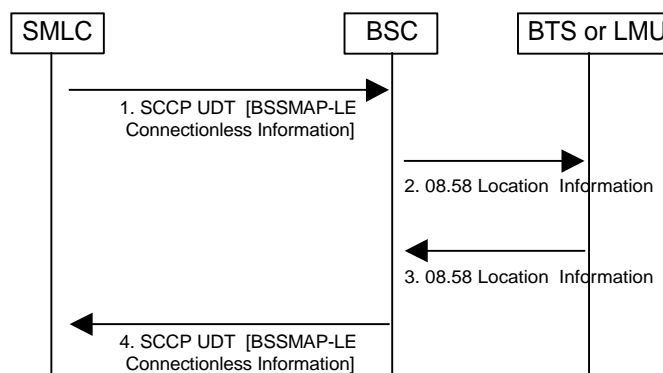 SMLC
BSC
BTS or LMU
1. SCCP UDT [BSSMAP-LE
Connectionless Information]
2. 08.58 Location Information
3. 08.58 Location Information
4. SCCP UDT [BSSMAP-LE
Connectionless Information]